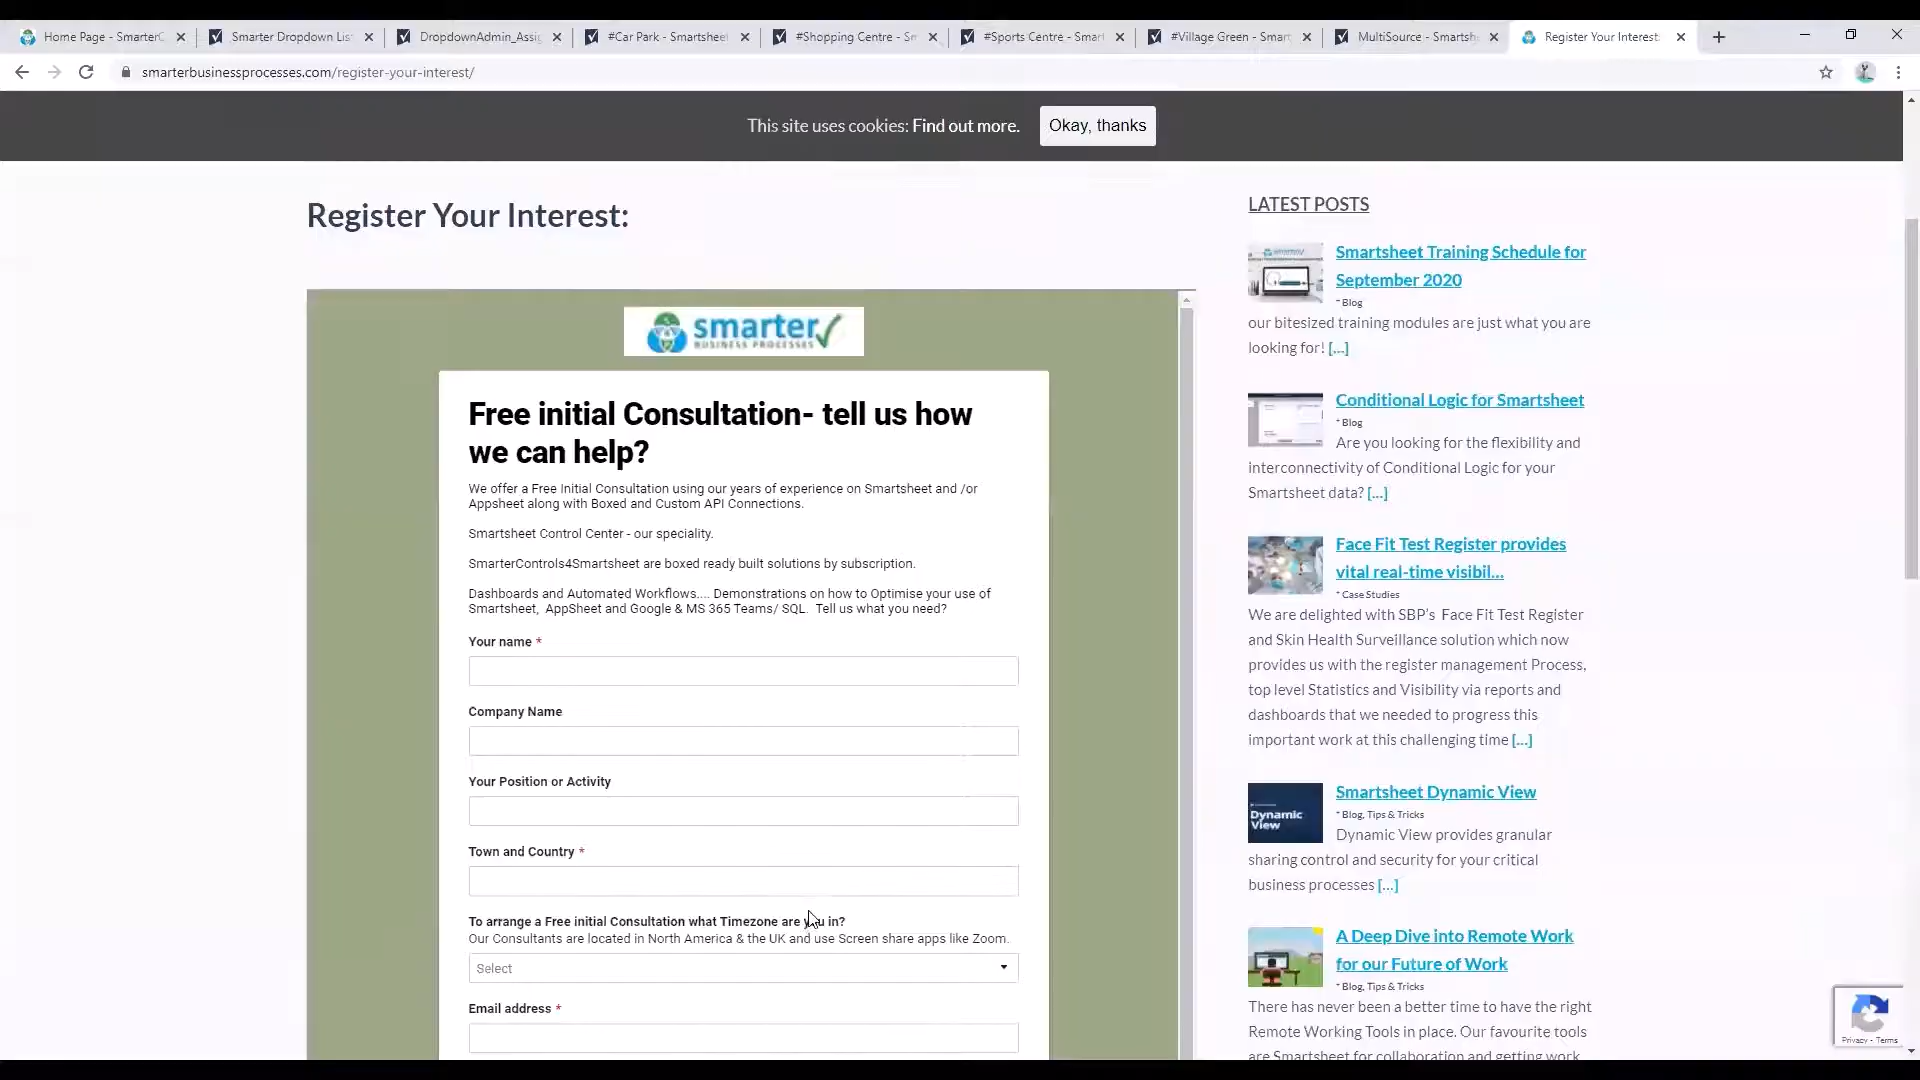 Home Page - SmarterC
Smarter Dropdown Lis
DropdownAdmin_Assig
#Car Park - Smartsheet
#Shopping Centre - Sm
#Sports Centre - Smart
#Village Green - Smart
MultiSource - Smartsh
Register Your Interest
smarterbusinessprocesses.com/register-your-interest/
This site uses cookies: Find out more.
Okay, thanks
Register Your Interest:
smarter
BUSINESS PROCESSES
Free initial Consultation- tell us how
we can help?
We offer a Free Initial Consultation using our years of experience on Smartsheet and /or
Appsheet along with Boxed and Custom API Connections.
Smartsheet Control Center - our speciality.
SmarterControls4Smartsheet are boxed ready built solutions by subscription.
Dashboards and Automated Workflows.... Demonstrations on how to Optimise your use of
Smartsheet, AppSheet and Google & MS 365 Teams/ SQL. Tell us what you need?
Your name *
Company Name
Your Position or Activity
Town and Country *
To arrange a Free initial Consultation what Timezone are you in?
Our Consultants are located in North America & the UK and use Screen share apps like Zoom.
Select
Email address *
LATEST POSTS
Smartsheet Training Schedule for
September 2020
* Blog
our bitesized training modules are just what you are
looking for! [...]
Conditional Logic for Smartsheet
* Blog
Are you looking for the flexibility and
interconnectivity of Conditional Logic for your
Smartsheet data? [...]
Face Fit Test Register provides
vital real-time visibil...
* Case Studies
We are delighted with SBP's Face Fit Test Register
and Skin Health Surveillance solution which now
provides us with the register management Process,
top level Statistics and Visibility via reports and
dashboards that we needed to progress this
important work at this challenging time [...]
Dynamic
View
Smartsheet Dynamic View
* Blog, Tips & Tricks
Dynamic View provides granular
sharing control and security for your critical
business processes [...]
A Deep Dive into Remote Work
for our Future of Work
* Blog, Tips & Tricks
There has never been a better time to have the right
Remote Working Tools in place. Our favourite tools
are Smartsheet for collaboration and getting work
Privacy - Terms